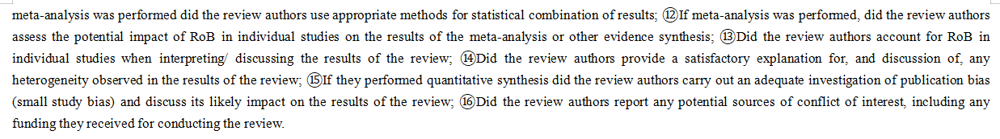 meta-analysis was performed did the review authors use appropriate methods for statistical combination of results; ⑫If meta-analysis was performed, did the review authors
assess the potential impact of RoB in individual studies on the results of the meta-analysis or other evidence synthesis; ⑬Did the review authors account for RoB in
individual studies when interpreting/ discussing the results of the review; ⑭Did the review authors provide a satisfactory explanation for, and discussion of, any
heterogeneity observed in the results of the review; ⑮If they performed quantitative synthesis did the review authors carry out an adequate investigation of publication bias
(small study bias) and discuss its likely impact on the results of the review; ⑯Did the review authors report any potential sources of conflict of interest, including any
funding they received for conducting the review.